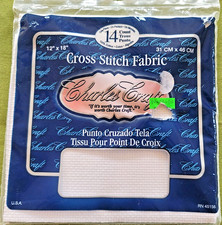 14 Count
12" x 18"
31 CM x 46 CM
Cross Stitch Fabric
Charles Craft
"If it's worth your time, it's
worth Charles Craft."
Punto Cruzado Tela
Tissu Pour Point De Croix
U.S.A.